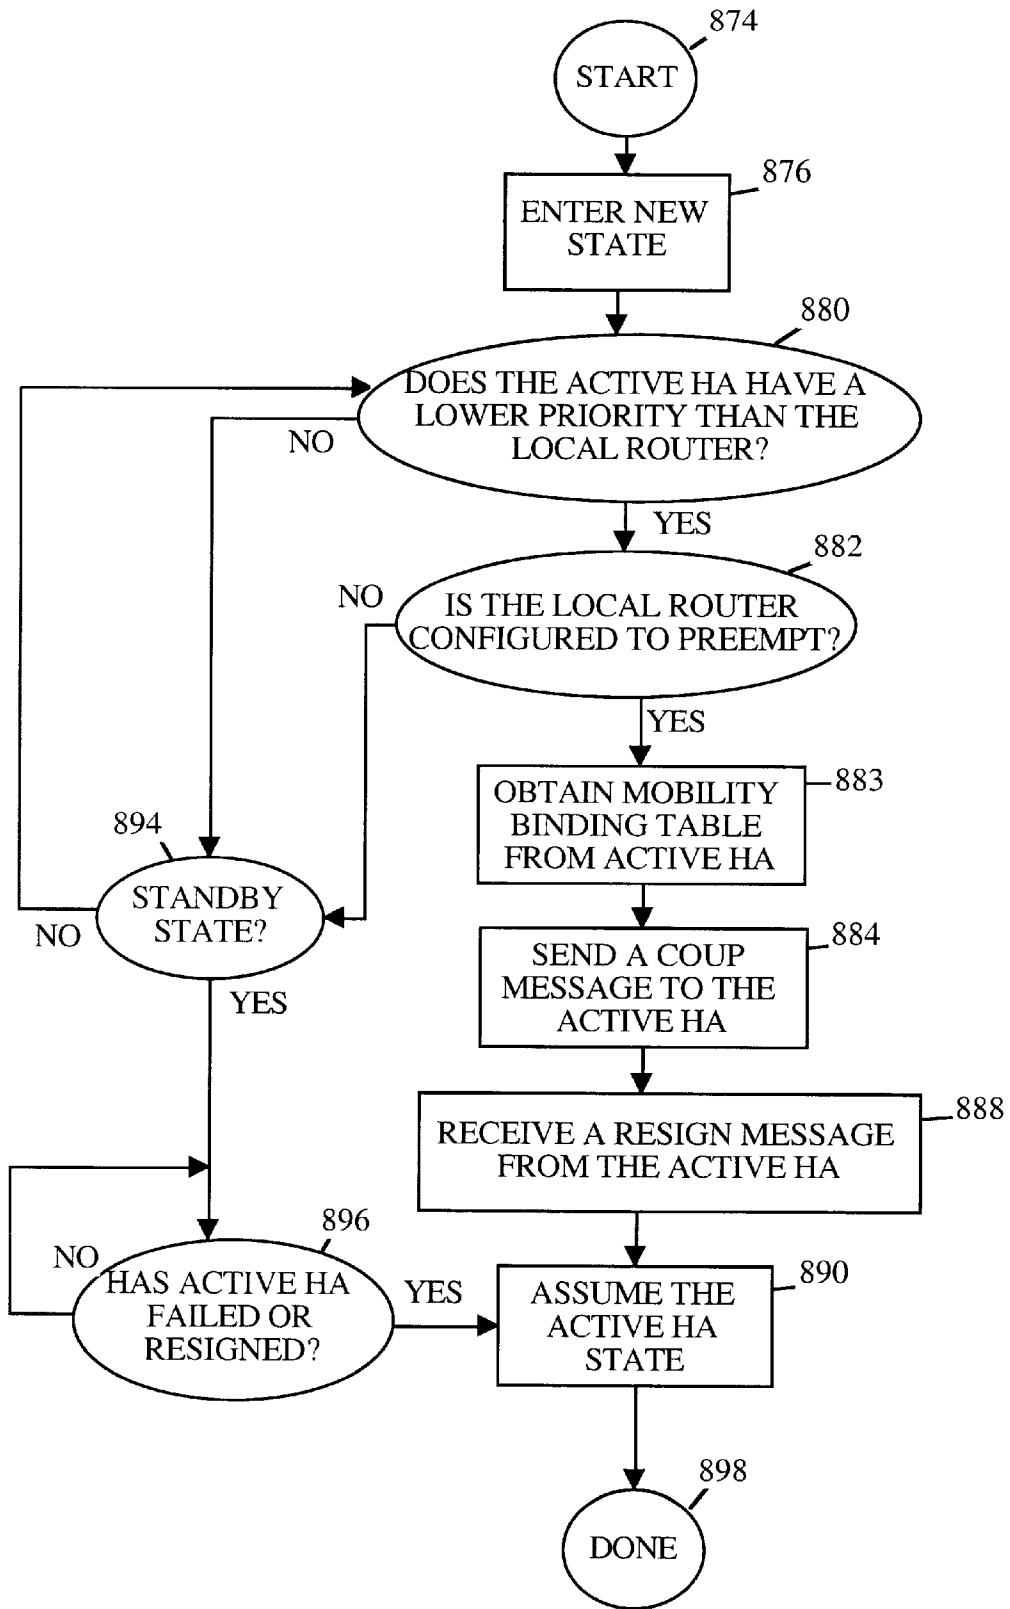 874
START
876
ENTER NEW
STATE
880
DOES THE ACTIVE HA HAVE A
LOWER PRIORITY THAN THE
LOCAL ROUTER?
NO
YES
882
NO
IS THE LOCAL ROUTER
CONFIGURED TO PREEMPT?
YES
883
OBTAIN MOBILITY
BINDING TABLE
FROM ACTIVE HA
894
STANDBY
STATE?
NO
YES
884
SEND A COUP
MESSAGE TO THE
ACTIVE HA
888
RECEIVE A RESIGN MESSAGE
FROM THE ACTIVE HA
896
NO
HAS ACTIVE HA
FAILED OR
RESIGNED?
YES
890
ASSUME THE
ACTIVE HA
STATE
898
DONE